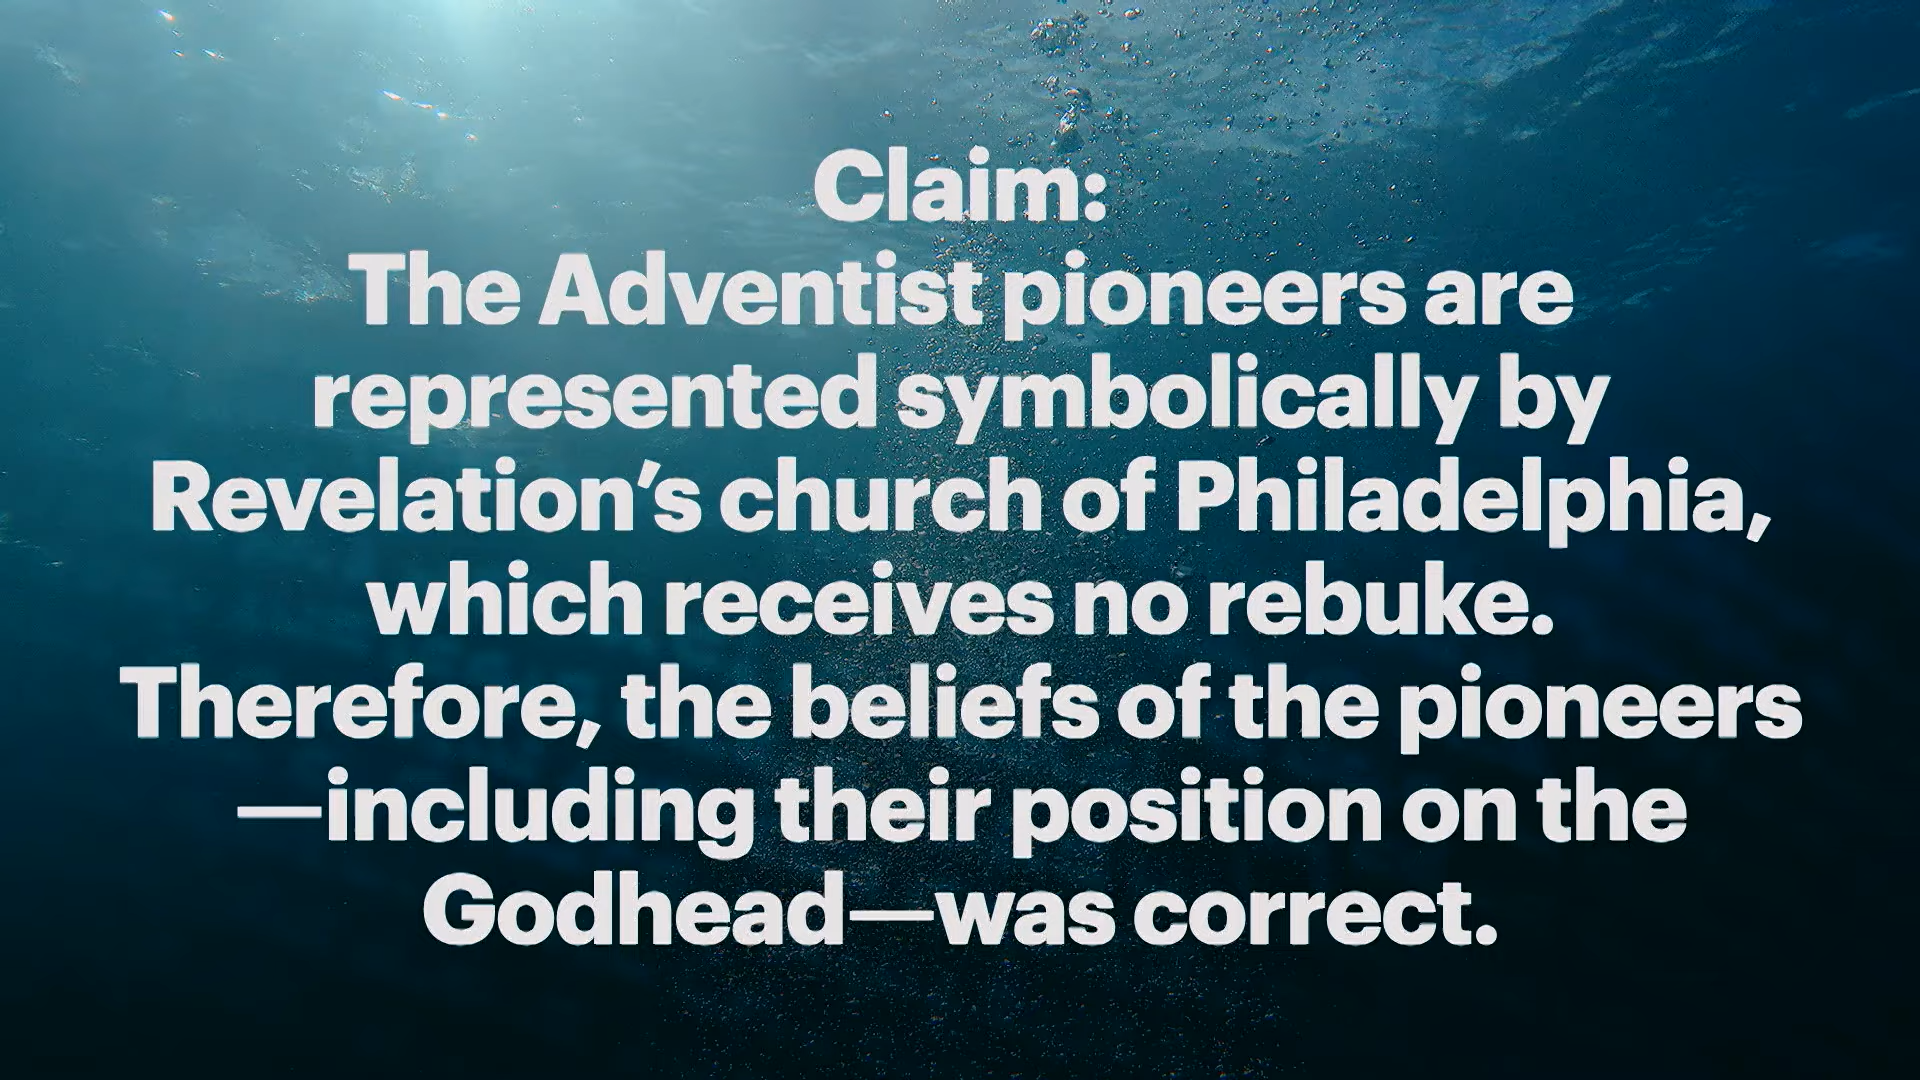 Claim:
The Adventist pioneers are
represented symbolically by
Revelation’s church of Philadelphia,
which receives no rebuke.
Therefore, the beliefs of the pioneers
—including their position on the
Godhead—was correct.